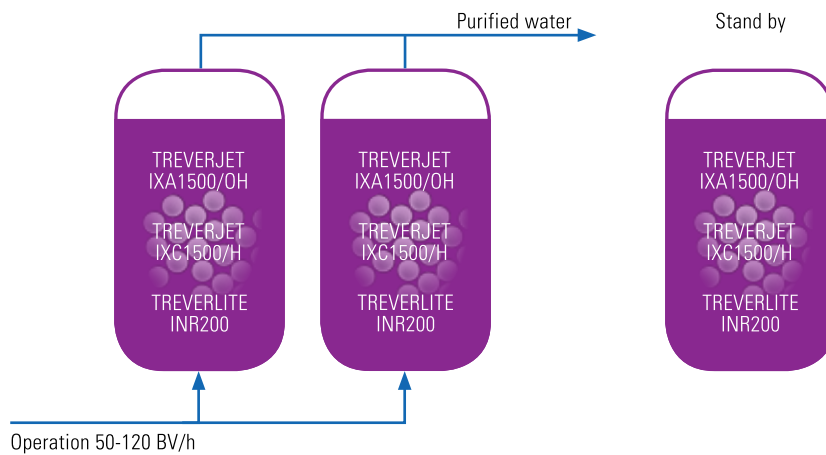 Purified water
Stand by
TREVERJET
IXA1500/OH
TREVERJET
IXC1500/H
TREVERLITE
INR200
TREVERJET
IXA1500/OH
TREVERJET
IXC1500/H
TREVERLITE
INR200
TREVERJET
IXA1500/OH
TREVERJET
IXC1500/H
TREVERLITE
INR200
Operation 50-120 BV/h